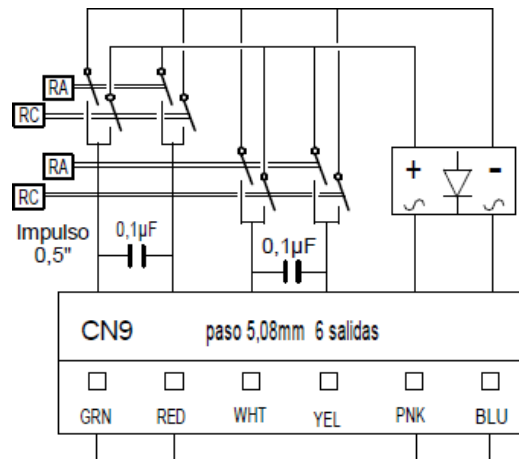 RA
RC
RA
RC
Impulso
0,5"
0,1µF
0,1µF
+ -
CN9 paso 5,08mm 6 salidas
GRN RED WHT YEL PNK BLU